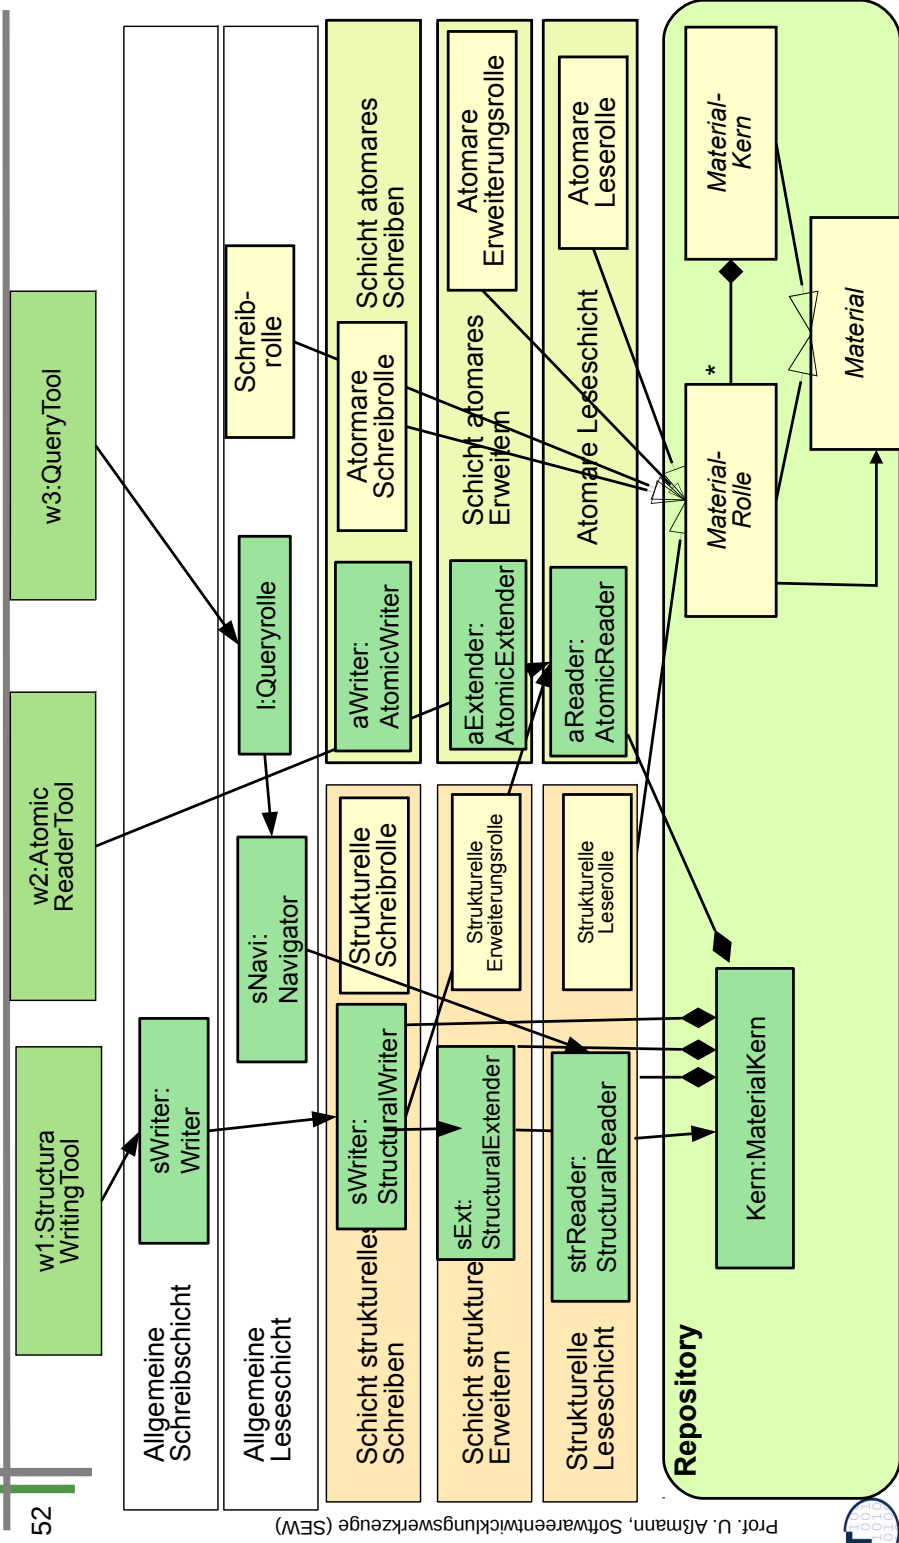 52
w1:Structura
WritingTool
w2:Atomic
ReaderTool
w3:QueryTool
Allgemeine
Schreibschicht
sWriter:
Writer
Allgemeine
Leseschicht
sNavi:
Navigator
l:Queryrolle
Schreib-
rolle
Schicht strukturelles
Schreiben
sWriter:
StructuralWriter
Strukturelle
Schreibrolle
aWriter:
AtomicWriter
Atormare
Schreibrolle
Schicht atomares
Schreiben
Schicht strukture
Erweitern
sExt:
StructuralExtender
Strukturelle
Erweiterungsrolle
aExtender:
AtomicExtender
Schicht atomares
Erweitern
Atomare
Erweiterungsrolle
Strukturelle
Leseschicht
strReader:
StructuralReader
Strukturelle
Leserolle
aReader:
AtomicReader
Atomare Leseschicht
Atomare
Leserolle
Repository
Kern:MaterialKern
Material-
Rolle
*
Material-
Kern
Material
Prof. U. Aßmann, Softwareentwicklungswerkzeuge (SEW)